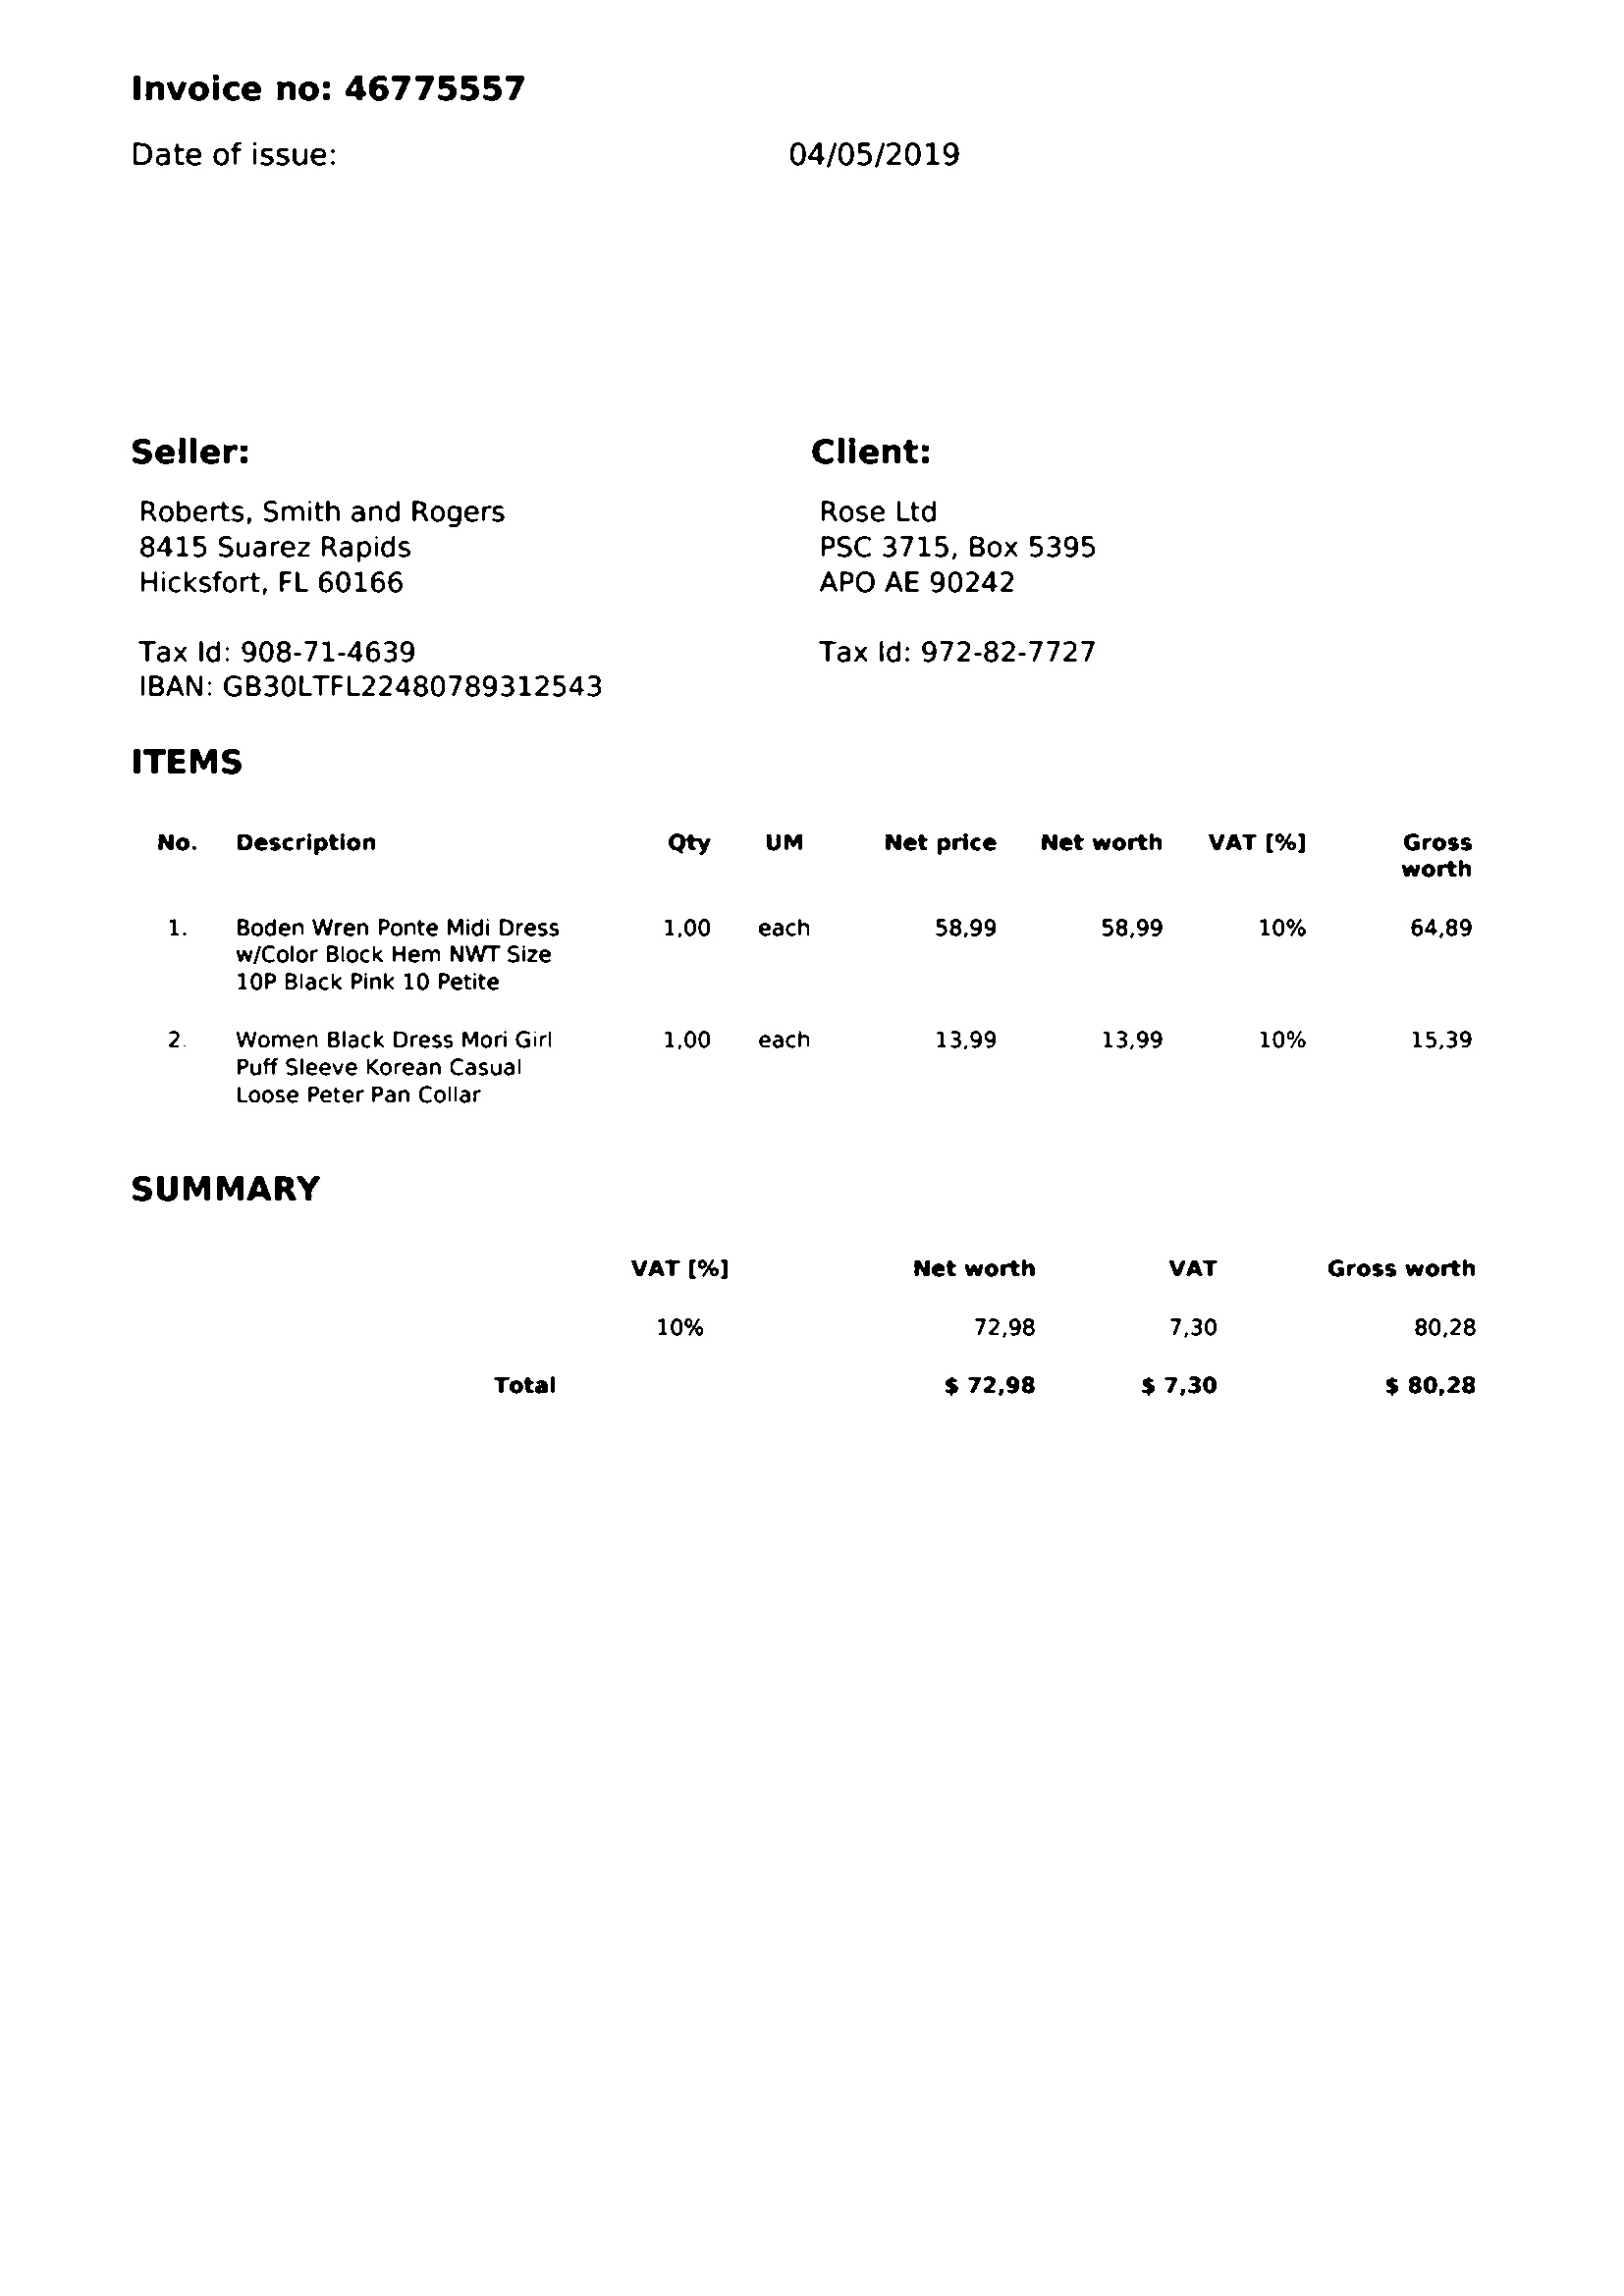 Invoice no: 46775557
Date of issue: 04/05/2019
Seller:
Roberts, Smith and Rogers
8415 Suarez Rapids
Hicksfort, FL 60166
Tax Id: 908-71-4639
IBAN: GB30LTFL22480789312543
Client:
Rose Ltd
PSC 3715, Box 5395
APO AE 90242
Tax Id: 972-82-7727
ITEMS
No. Description Qty UM Net price Net worth VAT [%] Gross worth
1. Boden Wren Ponte Midi Dress 1,00 each 58,99 58,99 10% 64,89
w/Color Block Hem NWT Size
10P Black Pink 10 Petite
2. Women Black Dress Mori Girl 1,00 each 13,99 13,99 10% 15,39
Puff Sleeve Korean Casual
Loose Peter Pan Collar
SUMMARY
VAT [%] Net worth VAT Gross worth
10% 72,98 7,30 80,28
Total $ 72,98 $ 7,30 $ 80,28